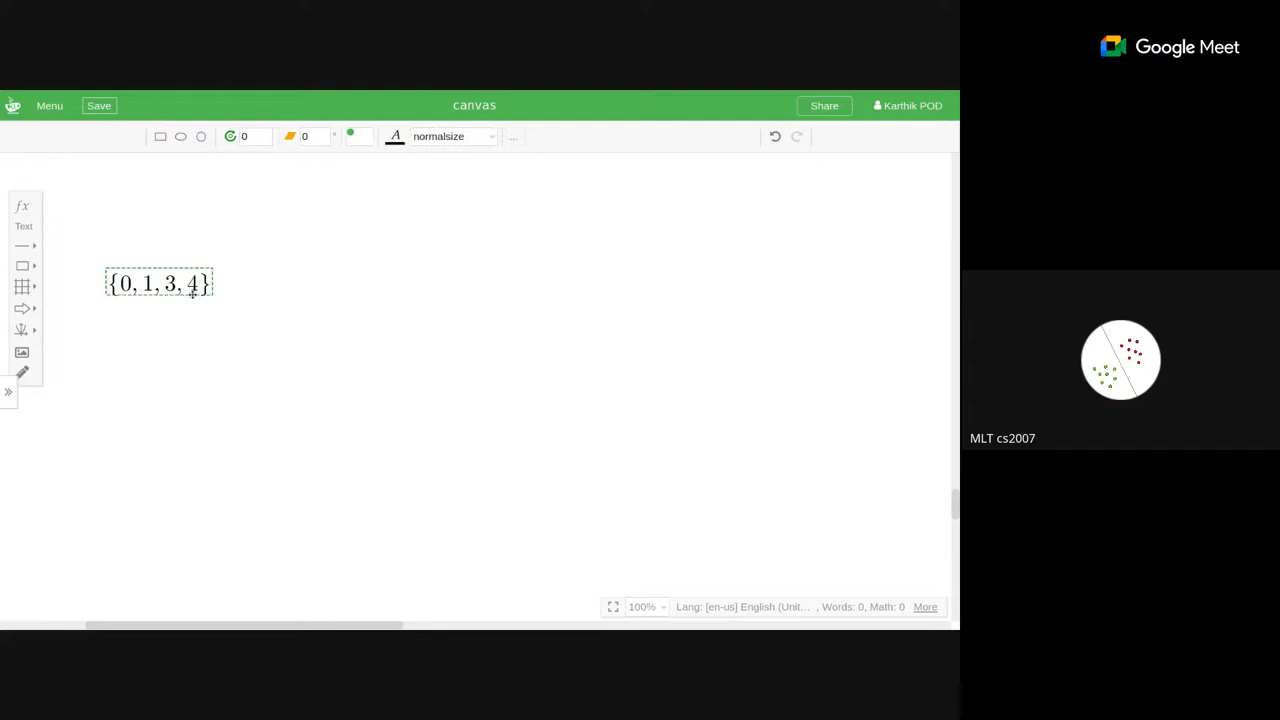 Google Meet
Menu Save canvas Share Karthik POD
0 0 ° A normalsize ...
fx
Text
{0, 1, 3, 4}
MLT cs2007
100% Lang: [en-us] English (Unit... , Words: 0, Math: 0 More